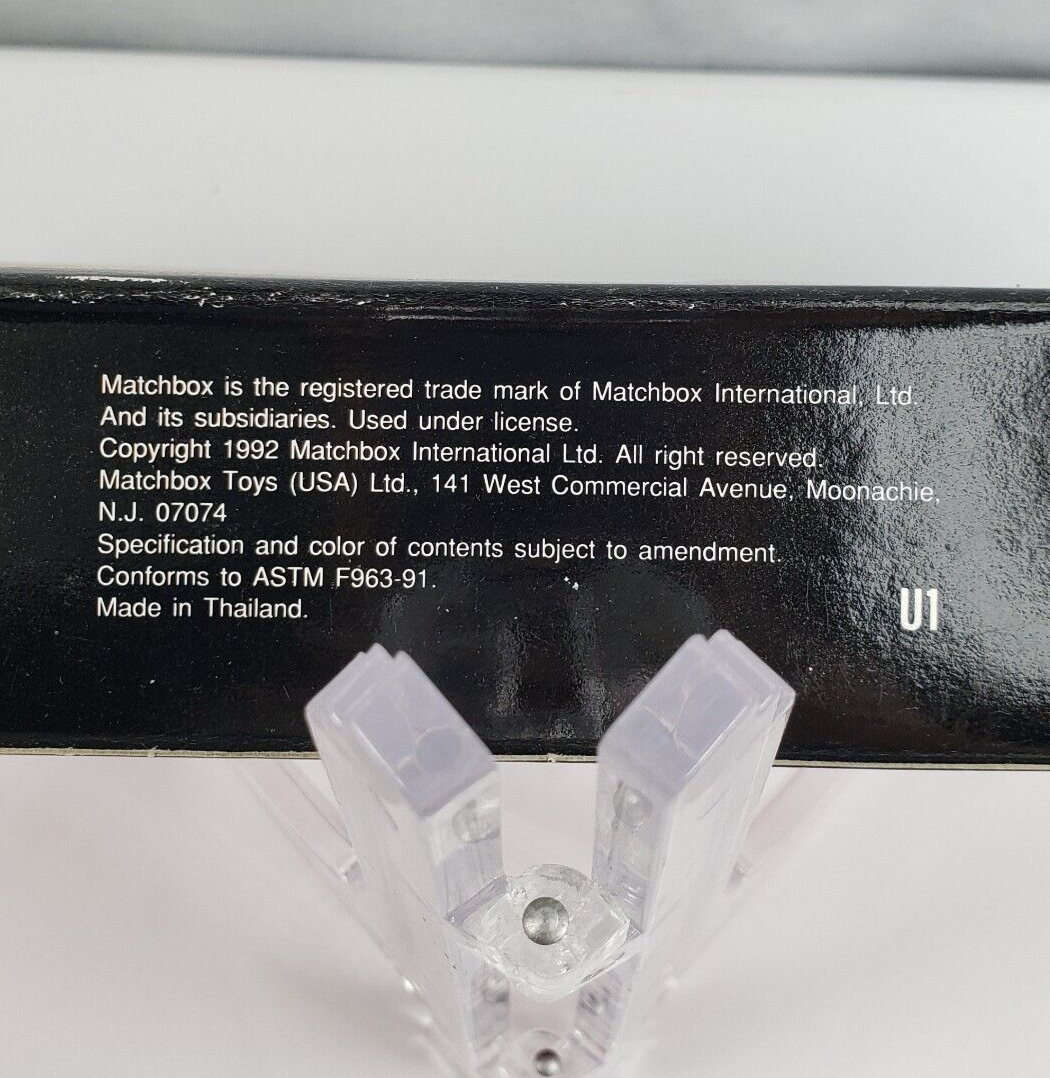 Matchbox is the registered trade mark of Matchbox International, Ltd.
And its subsidiaries. Used under license.
Copyright 1992 Matchbox International Ltd. All right reserved.
Matchbox Toys (USA) Ltd., 141 West Commercial Avenue, Moonachie,
N.J. 07074
Specification and color of contents subject to amendment.
Conforms to ASTM F963-91.
Made in Thailand.
U1